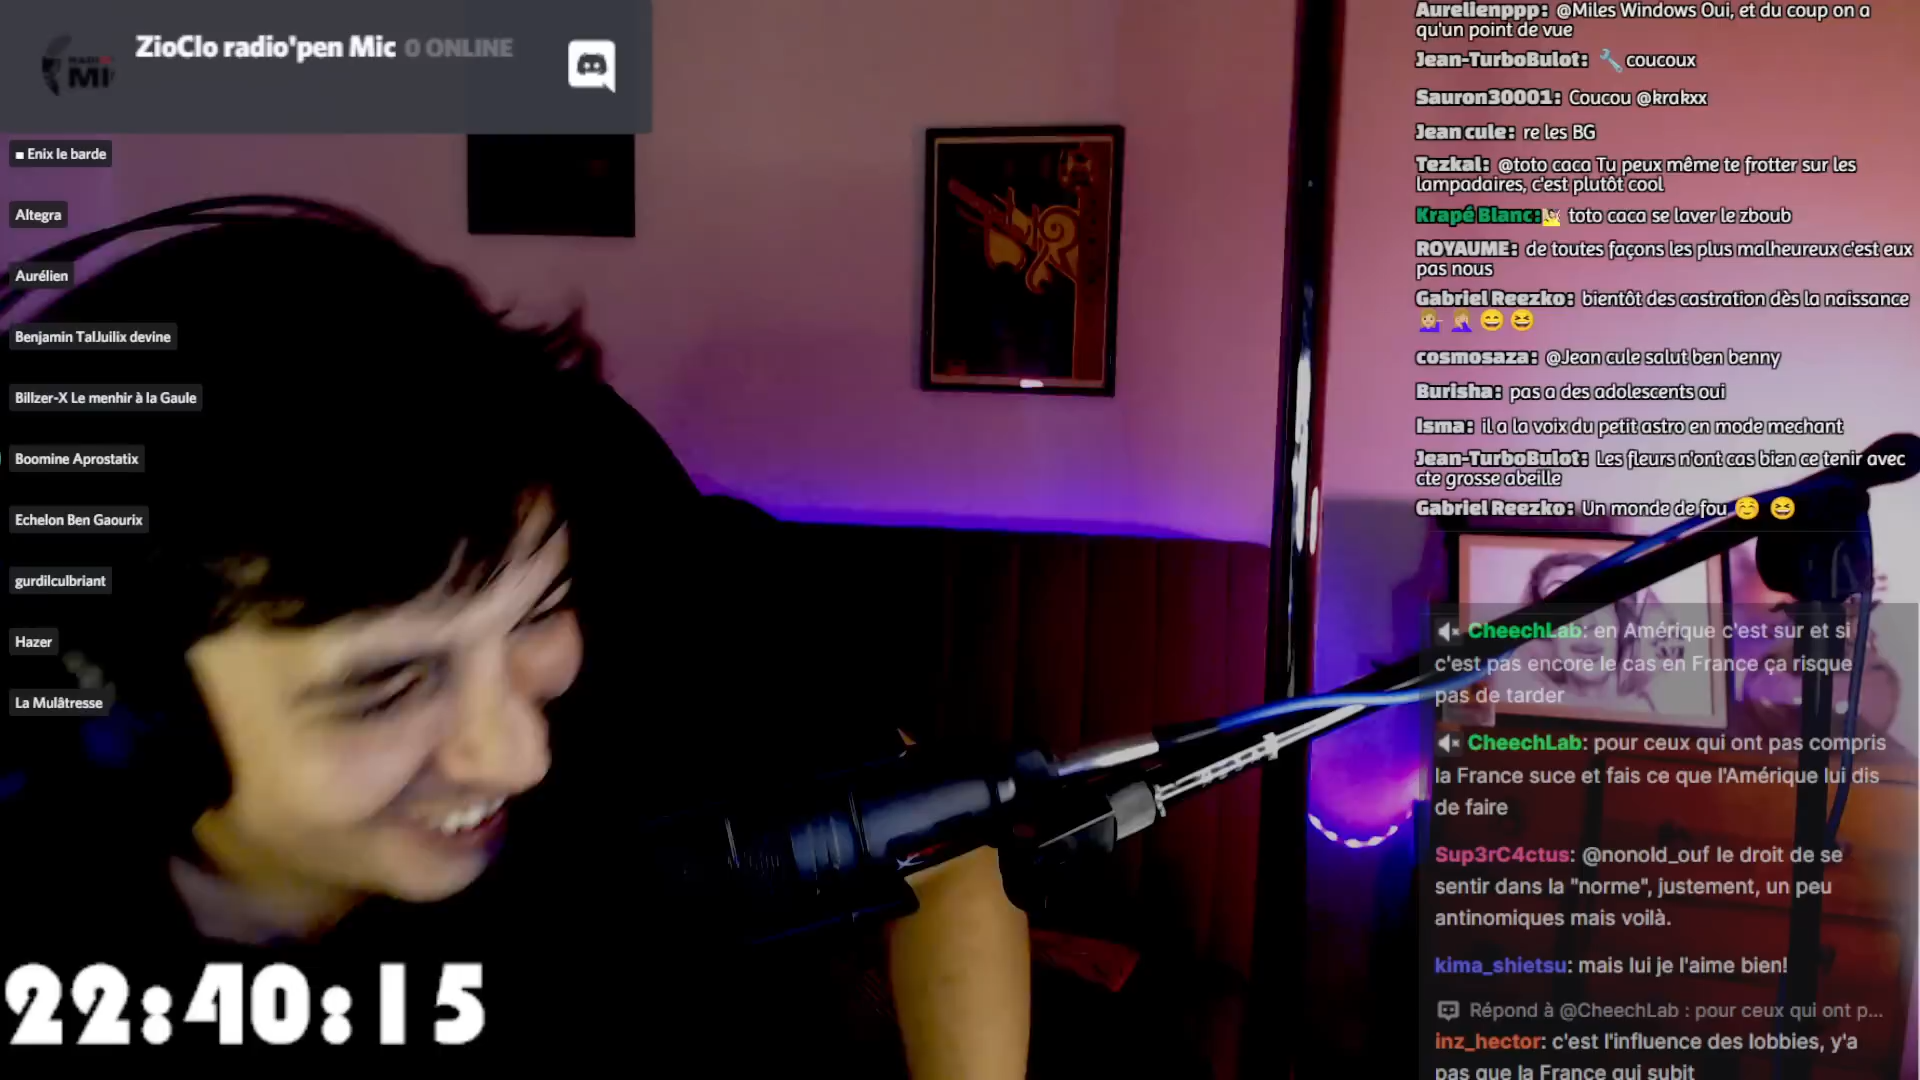 ZioClo radio'pen Mic 0 ONLINE
MI
Enix le barde
Altegra
Aurélien
Benjamin TalJuilix devine
Billzer-X Le menhir à la Gaule
Boomine Aprostatix
Echelon Ben Gaourix
gurdilculbriant
Hazer
La Mulâtresse
22:40:15
Aurelienppp: @Miles Windows Oui, et du coup on a
qu'un point de vue
Jean-TurboBulot: 🔧 coucoux
Sauron30001: Coucou @krakxx
Jean cule: re les BG
Tezkal: @toto caca Tu peux même te frotter sur les
lampadaires, c'est plutôt cool
Krapé Blanc: toto caca se laver le zboub
ROYAUME: de toutes façons les plus malheureux c'est eux
pas nous
Gabriel Reezko: bientôt des castration dès la naissance
💁🏼 🤦🏼 😄 😆
cosmosaza: @Jean cule salut ben benny
Burisha: pas a des adolescents oui
Isma: il a la voix du petit astro en mode mechant
Jean-TurboBulot: Les fleurs n'ont cas bien ce tenir avec
cte grosse abeille
Gabriel Reezko: Un monde de fou ☺️ 😆
CheechLab: en Amérique c'est sur et si
c'est pas encore le cas en France ça risque
pas de tarder
CheechLab: pour ceux qui ont pas compris
la France suce et fais ce que l'Amérique lui dis
de faire
Sup3rC4ctus: @nonold_ouf le droit de se
sentir dans la "norme", justement, un peu
antinomiques mais voilà.
kima_shietsu: mais lui je l'aime bien!
Répond à @CheechLab : pour ceux qui ont p...
inz_hector: c'est l'influence des lobbies, y'a
pas que la France qui subit